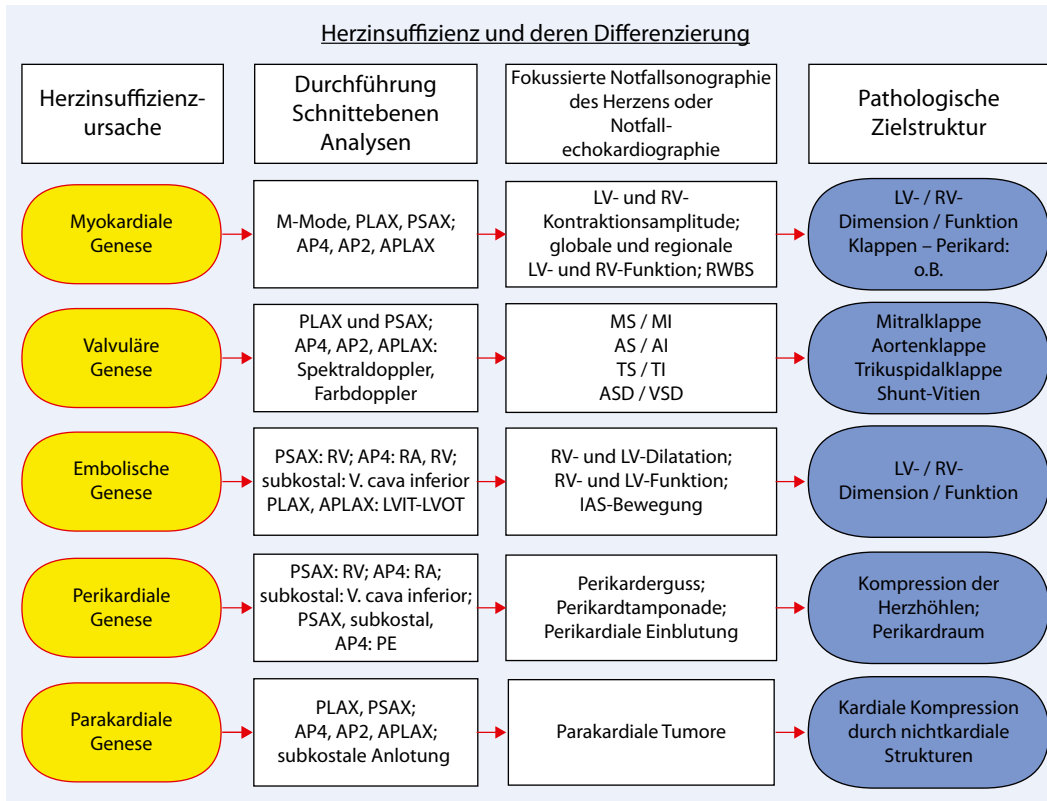 Herzinsuffizienz und deren Differenzierung
Herzinsuffizienz-
ursache
Durchführung
Schnittebenen
Analysen
Fokussierte Notfallsonographie
des Herzens oder
Notfall-
echokardiographie
Pathologische
Zielstruktur
Myokardiale
Genese
M-Mode, PLAX, PSAX;
AP4, AP2, APLAX
LV- und RV-
Kontraktionsamplitude;
globale und regionale
LV- und RV-Funktion; RWBS
LV- / RV-
Dimension / Funktion
Klappen – Perikard:
o.B.
Valvuläre
Genese
PLAX und PSAX;
AP4, AP2, APLAX:
Spektraldoppler,
Farbdoppler
MS / MI
AS / AI
TS / TI
ASD / VSD
Mitralklappe
Aortenklappe
Trikuspidalklappe
Shunt-Vitien
Embolische
Genese
PSAX: RV; AP4: RA, RV;
subkostal: V. cava inferior
PLAX, APLAX: LVIT-LVOT
RV- und LV-Dilatation;
RV- und LV-Funktion;
IAS-Bewegung
LV- / RV-
Dimension / Funktion
Perikardiale
Genese
PSAX: RV; AP4: RA;
subkostal: V. cava inferior;
PSAX, subkostal,
AP4: PE
Perikarderguss;
Perikardtamponade;
Perikardiale Einblutung
Kompression der
Herzhöhlen;
Perikardraum
Parakardiale
Genese
PLAX, PSAX;
AP4, AP2, APLAX;
subkostale Anlotung
Parakardiale Tumore
Kardiale Kompression
durch nichtkardiale
Strukturen